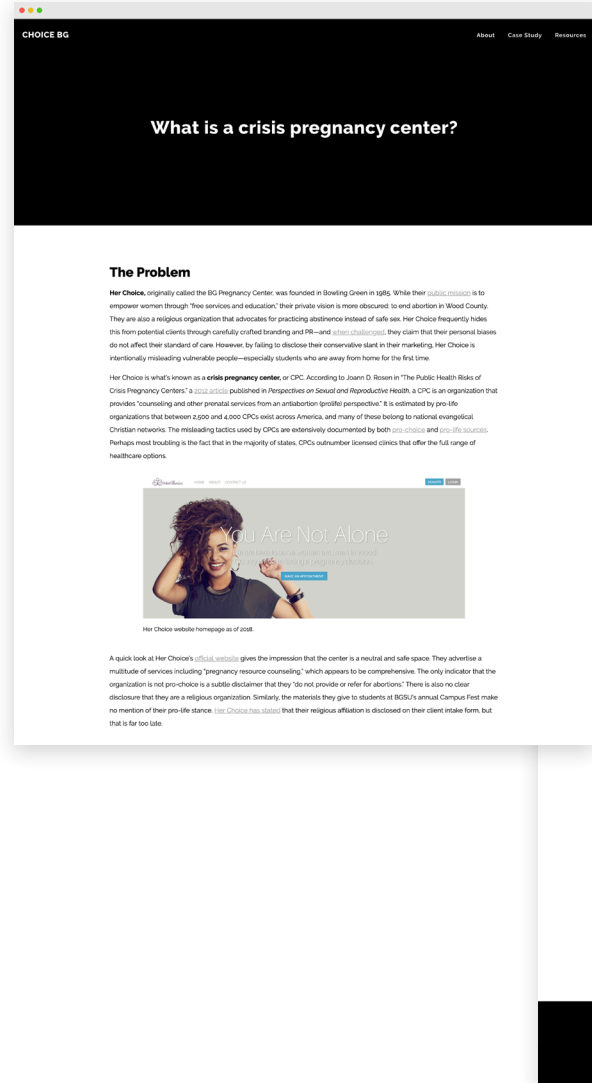 CHOICE BG
About Case Study Resources
What is a crisis pregnancy center?
The Problem
Her Choice, originally called the BG Pregnancy Center, was founded in Bowling Green in 1985. While their public mission is to
empower women through "free services and education," their private vision is more obscured: to end abortion in Wood County.
They are also a religious organization that advocates for practicing abstinence instead of safe sex. Her Choice frequently hides
this from potential clients through carefully crafted branding and PR—and when challenged, they claim that their personal biases
do not affect their standard of care. However, by failing to disclose their conservative slant in their marketing, Her Choice is
intentionally misleading vulnerable people—especially students who are away from home for the first time.
Her Choice is what's known as a crisis pregnancy center, or CPC. According to Joann D. Rosen in "The Public Health Risks of
Crisis Pregnancy Centers," a 2012 article published in Perspectives on Sexual and Reproductive Health, a CPC is an organization that
provides "counseling and other prenatal services from an antiabortion (prolife) perspective." It is estimated by pro-life
organizations that between 2,500 and 4,000 CPCs exist across America, and many of these belong to national evangelical
Christian networks. The misleading tactics used by CPCs are extensively documented by both pro-choice and pro-life sources.
Perhaps most troubling is the fact that in the majority of states, CPCs outnumber licensed clinics that offer the full range of
healthcare options.
HOME ABOUT CONTACT US
DONATE LOGIN
You Are Not Alone
MAKE AN APPOINTMENT
Her Choice website homepage as of 2018.
A quick look at Her Choice's official website gives the impression that the center is a neutral and safe space. They advertise a
multitude of services including "pregnancy resource counseling," which appears to be comprehensive. The only indicator that the
organization is not pro-choice is a subtle disclaimer that they "do not provide or refer for abortions." There is also no clear
disclosure that they are a religious organization. Similarly, the materials they give to students at BGSU's annual Campus Fest make
no mention of their pro-life stance. Her Choice has stated that their religious affiliation is disclosed on their client intake form, but
that is far too late.